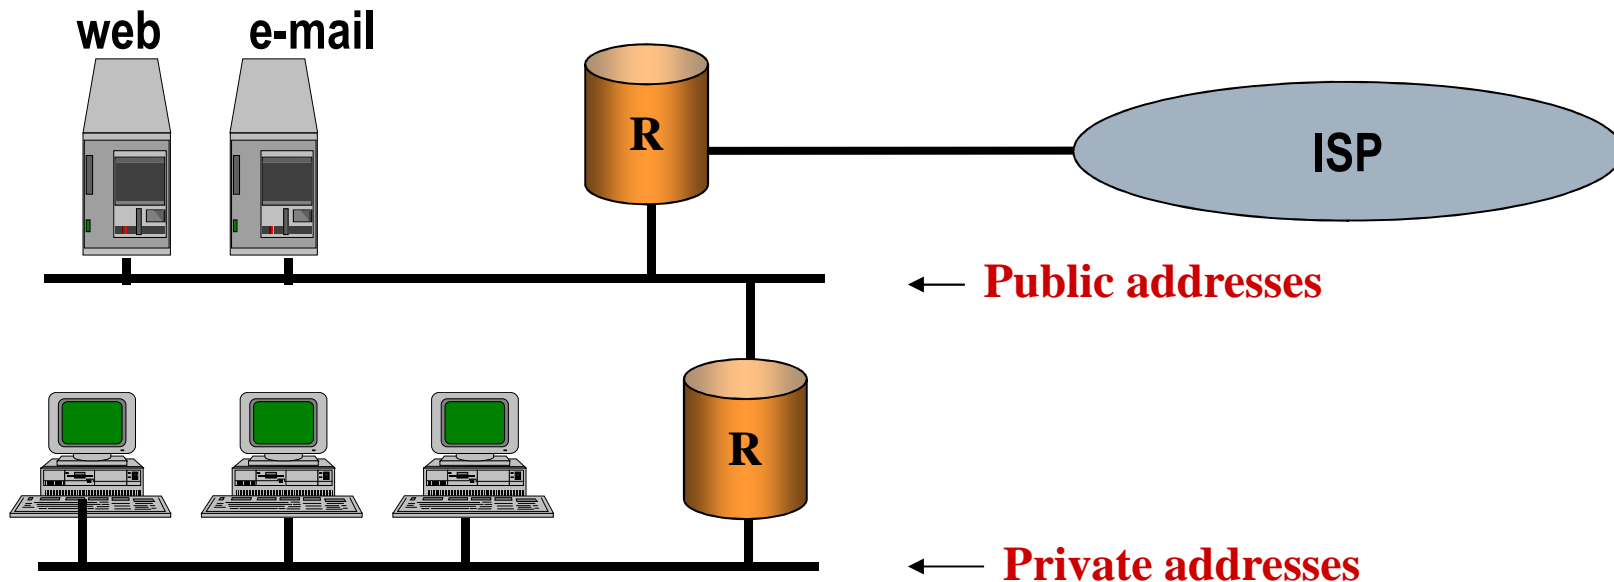 web
e-mail
R
ISP
Public addresses
R
Private addresses